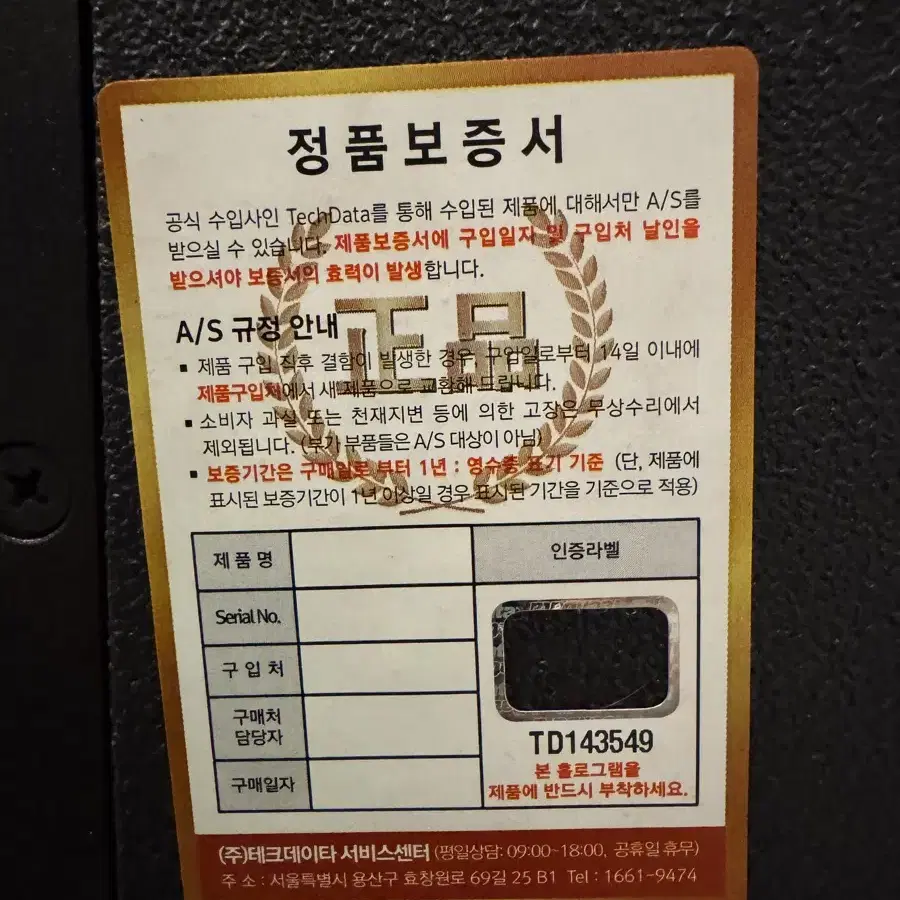 정품보증서
공식 수입사인 TechData를 통해 수입된 제품에 대해서만 A/S를
받으실 수 있습니다. 제품보증서에 구입일자 및 구입처 날인을
받으셔야 보증서의 효력이 발생합니다.
正品
A/S 규정 안내
▪ 제품 구입 직후 결함이 발생한 경우, 구입일로부터 14일 이내에
제품구입처에서 새 제품으로 교환해 드립니다.
▪ 소비자 과실 또는 천재지변 등에 의한 고장은 무상수리에서
제외됩니다. (부가 부품들은 A/S 대상이 아님)
▪ 보증기간은 구매일로 부터 1년 : 영수증 표기 기준 (단, 제품에
표시된 보증기간이 1년 이상일 경우 표시된 기간을 기준으로 적용)
제 품 명
인증라벨
Serial No.
구 입 처
구매처
담당자
구매일자
TD143549
본 홀로그램을
제품에 반드시 부착하세요.
(주)테크데이타 서비스센터 (평일상담: 09:00~18:00, 공휴일 휴무)
주 소 : 서울특별시 용산구 효창원로 69길 25 B1 Tel : 1661-9474